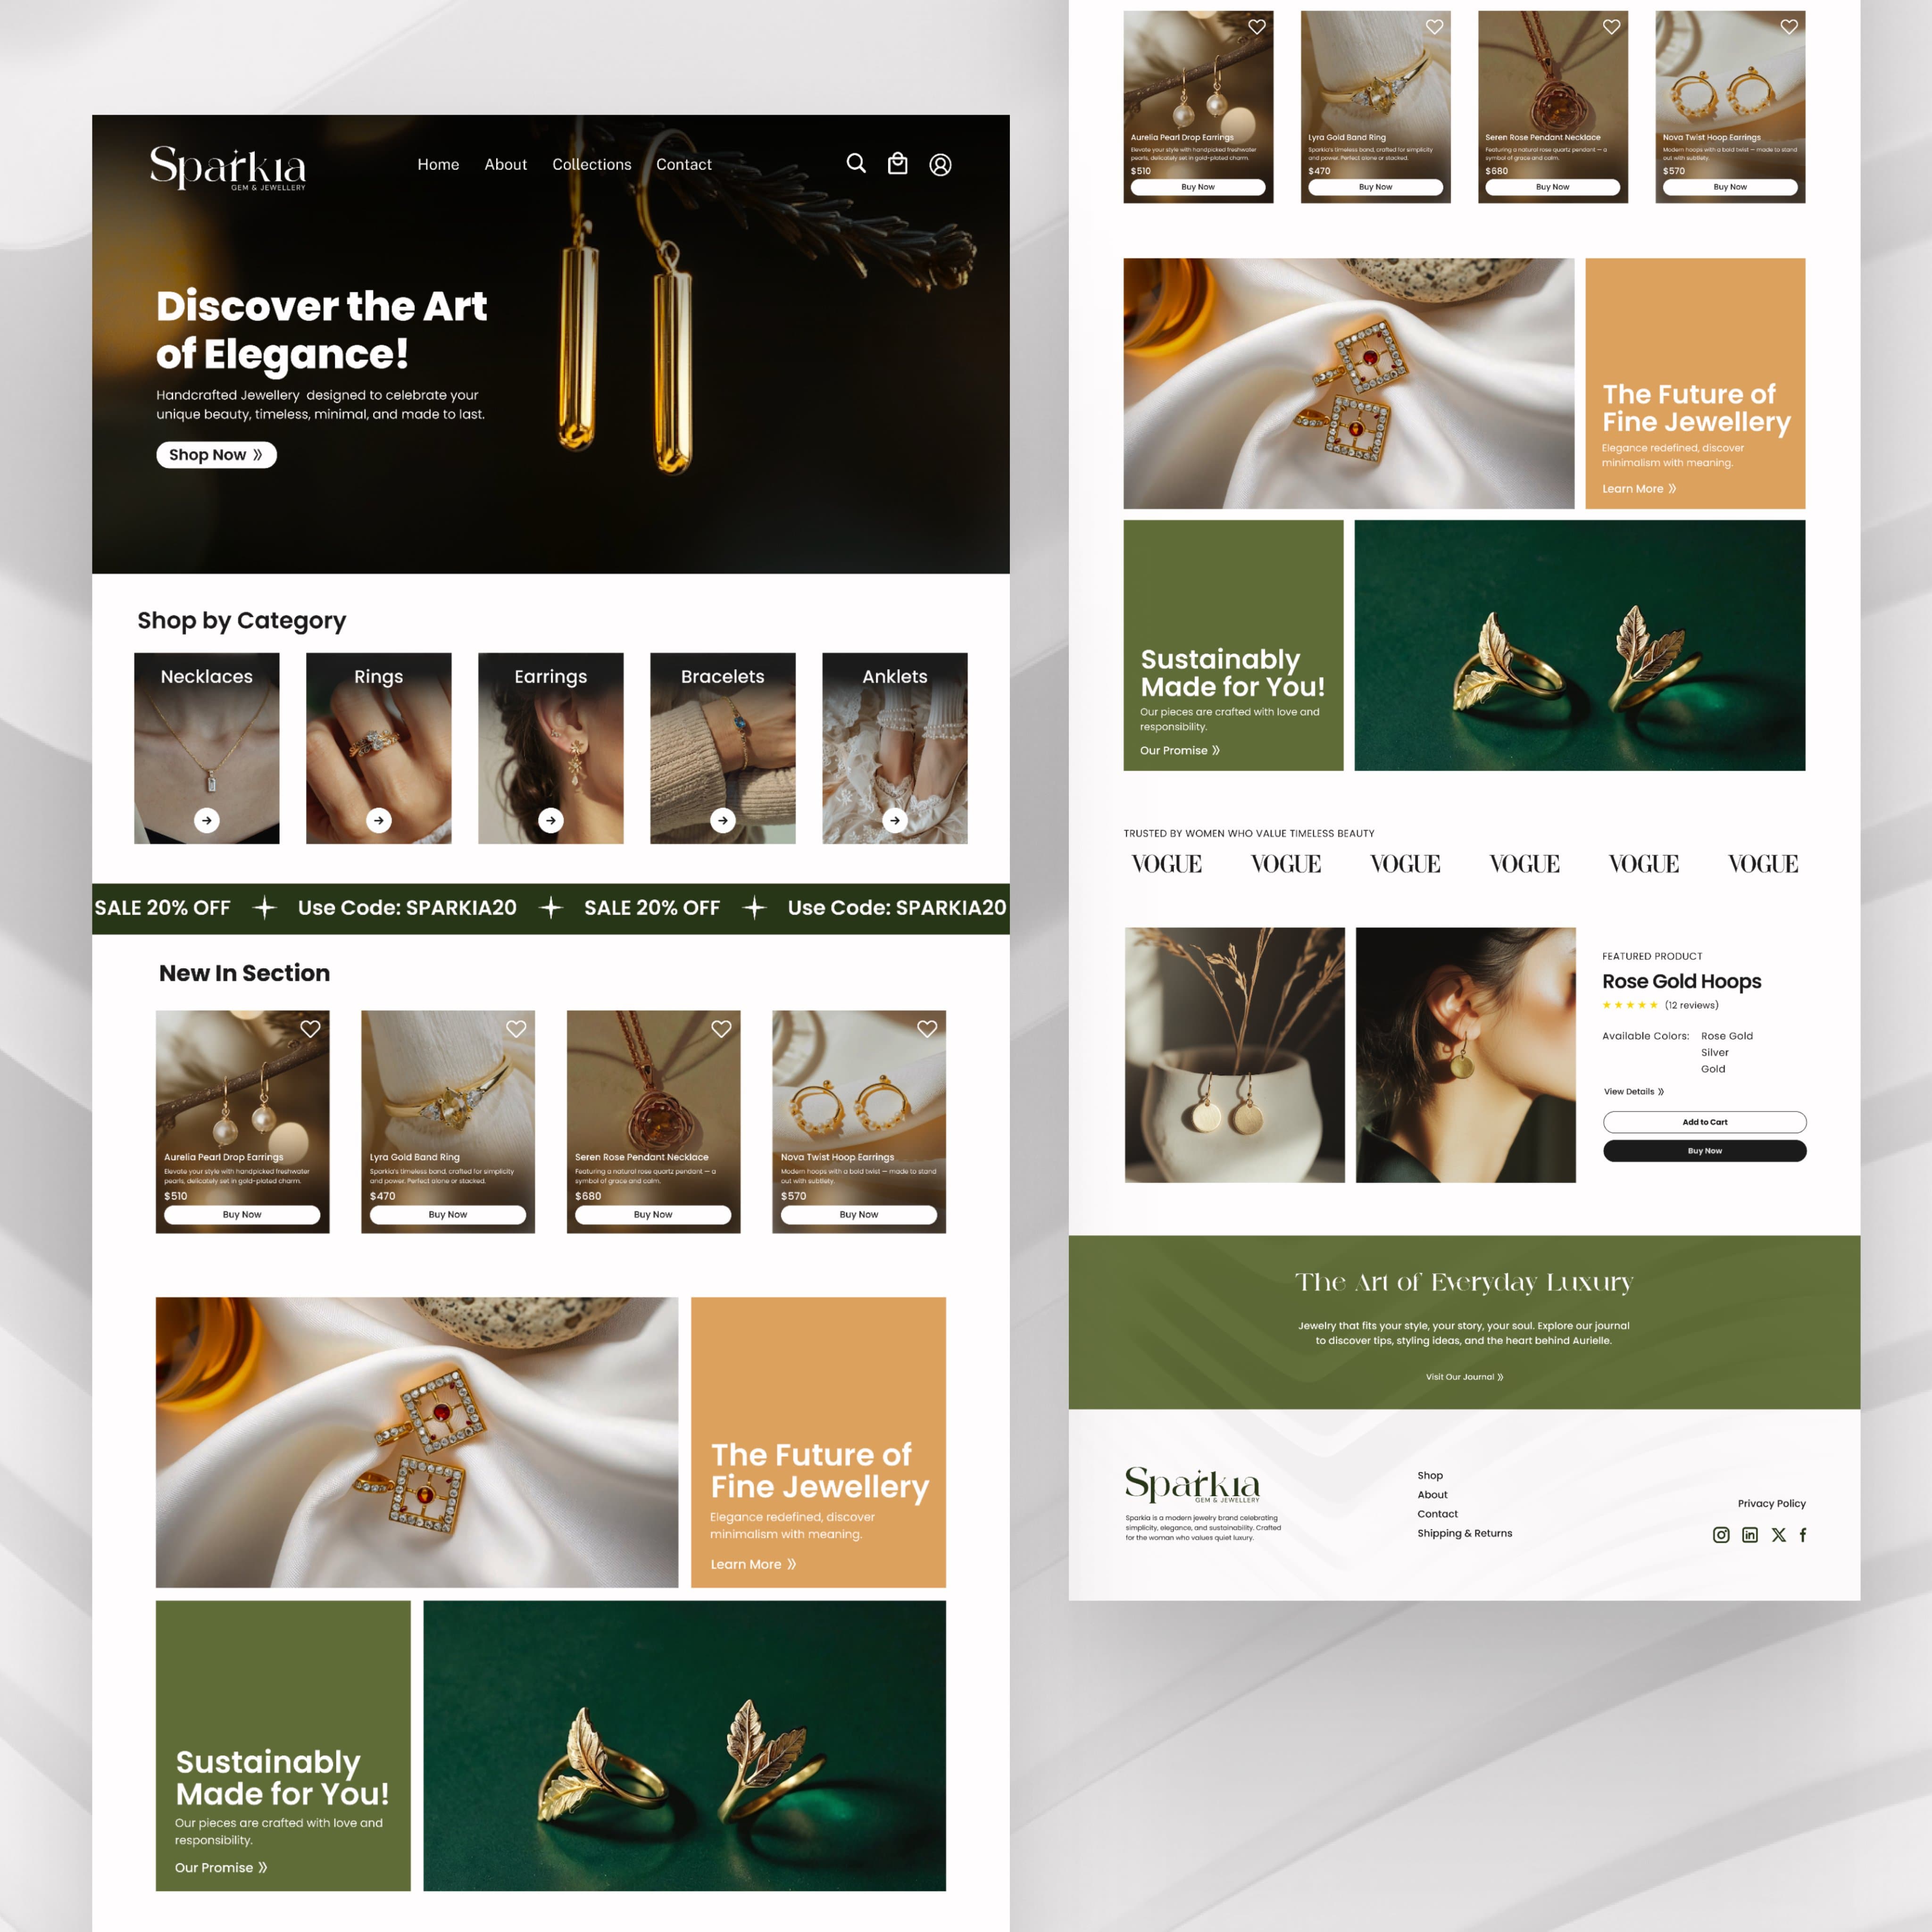 Sparkia
GEM & JEWELLERY
Home About Collections Contact
Discover the Art
of Elegance!
Handcrafted Jewellery designed to celebrate your
unique beauty, timeless, minimal, and made to last.
Shop Now
Shop by Category
Necklaces Rings Earrings Bracelets Anklets
SALE 20% OFF Use Code: SPARKIA20 SALE 20% OFF Use Code: SPARKIA20
New In Section
Aurelia Pearl Drop Earrings
Elevate your style with handpicked freshwater
pearls, delicately set in gold-plated charm.
$510
Buy Now
Lyra Gold Band Ring
Sparkia's timeless band, crafted for simplicity
and power. Perfect alone or stacked.
$470
Buy Now
Seren Rose Pendant Necklace
Featuring a natural rose quartz pendant — a
symbol of grace and calm.
$680
Buy Now
Nova Twist Hoop Earrings
Modern hoops with a bold twist — made to stand
out with subtlety.
$570
Buy Now
The Future of
Fine Jewellery
Elegance redefined, discover
minimalism with meaning.
Learn More
Sustainably
Made for You!
Our pieces are crafted with love and
responsibility.
Our Promise
Aurelia Pearl Drop Earrings
Elevate your style with handpicked freshwater
pearls, delicately set in gold-plated charm.
$510
Buy Now
Lyra Gold Band Ring
Sparkia's timeless band, crafted for simplicity
and power. Perfect alone or stacked.
$470
Buy Now
Seren Rose Pendant Necklace
Featuring a natural rose quartz pendant — a
symbol of grace and calm.
$680
Buy Now
Nova Twist Hoop Earrings
Modern hoops with a bold twist — made to stand
out with subtlety.
$570
Buy Now
The Future of
Fine Jewellery
Elegance redefined, discover
minimalism with meaning.
Learn More
Sustainably
Made for You!
Our pieces are crafted with love and
responsibility.
Our Promise
TRUSTED BY WOMEN WHO VALUE TIMELESS BEAUTY
VOGUE VOGUE VOGUE VOGUE VOGUE VOGUE
FEATURED PRODUCT
Rose Gold Hoops
(12 reviews)
Available Colors: Rose Gold
Silver
Gold
View Details
Add to Cart
Buy Now
The Art of Everyday Luxury
Jewelry that fits your style, your story, your soul. Explore our journal
to discover tips, styling ideas, and the heart behind Aurielle.
Visit Our Journal
Sparkia
GEM & JEWELLERY
Sparkia is a modern jewelry brand celebrating
simplicity, elegance, and sustainability. Crafted
for the woman who values quiet luxury.
Shop
About
Contact
Shipping & Returns
Privacy Policy